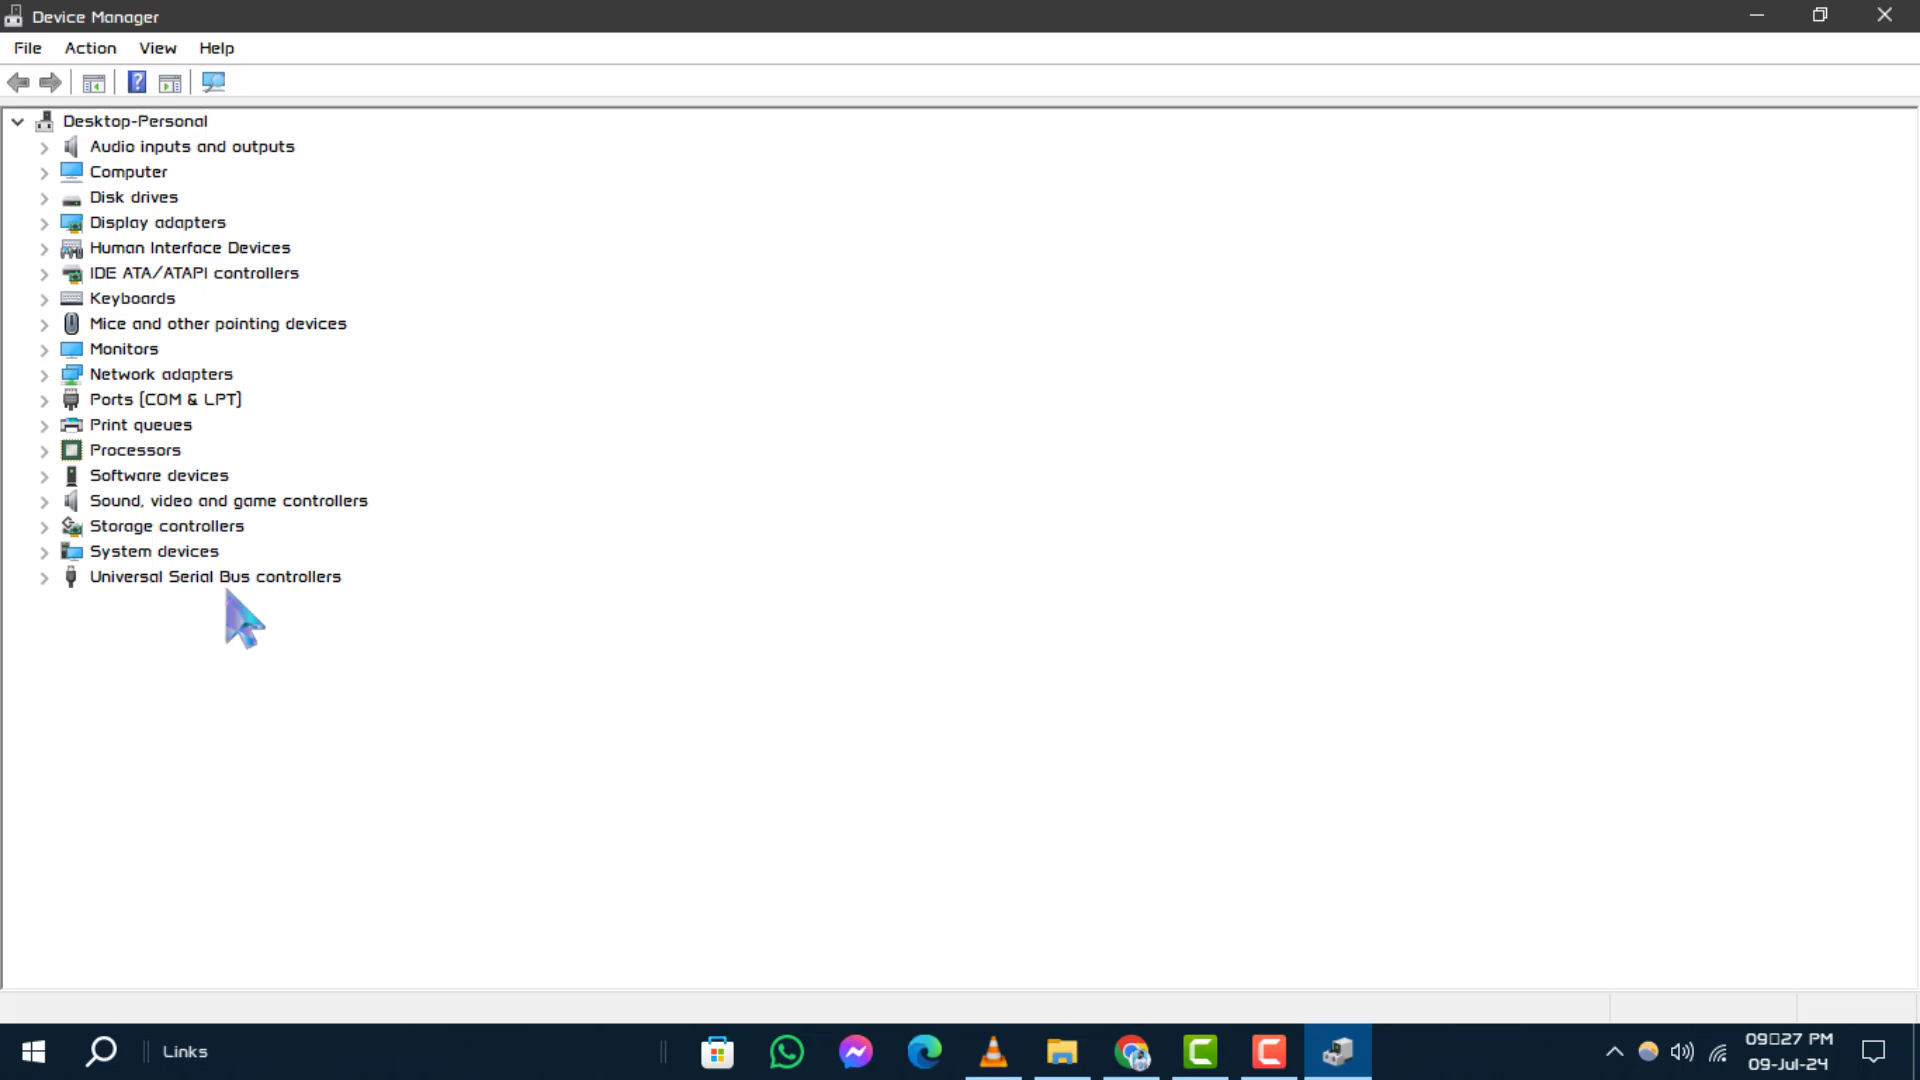 Device Manager
File Action View Help
Desktop-Personal
Audio inputs and outputs
Computer
Disk drives
Display adapters
Human Interface Devices
IDE ATA/ATAPI controllers
Keyboards
Mice and other pointing devices
Monitors
Network adapters
Ports (COM & LPT)
Print queues
Processors
Software devices
Sound, video and game controllers
Storage controllers
System devices
Universal Serial Bus controllers
Links
09▯27 PM
09-Jul-24